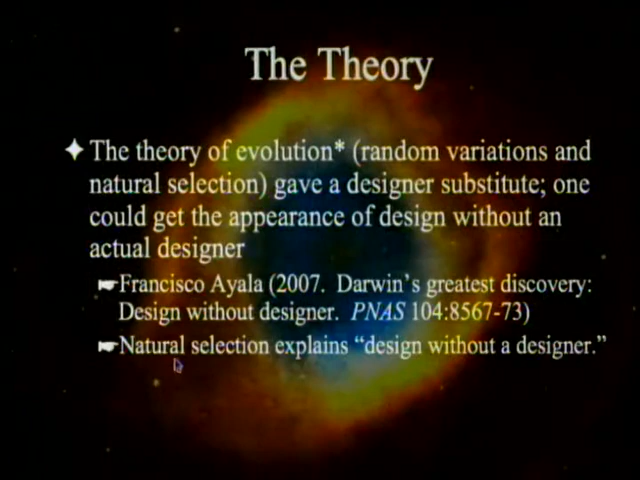 The Theory
The theory of evolution* (random variations and
natural selection) gave a designer substitute; one
could get the appearance of design without an
actual designer
Francisco Ayala (2007. Darwin's greatest discovery:
Design without designer. PNAS 104:8567-73)
Natural selection explains “design without a designer.”